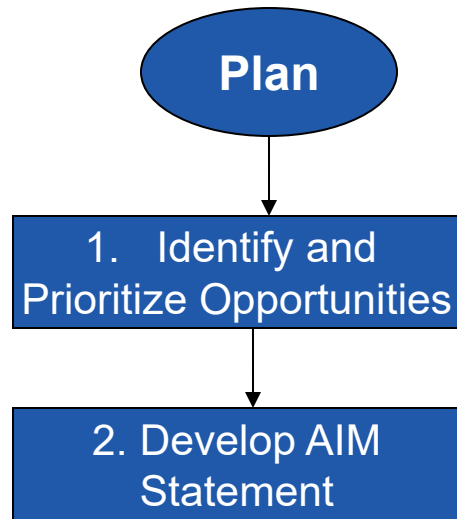 Plan
1. Identify and
Prioritize Opportunities
2. Develop AIM
Statement